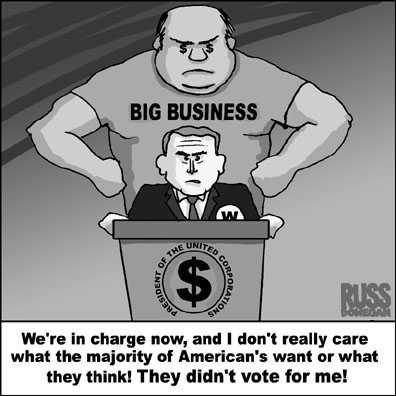 $ $
BIG BUSINESS
W
PRESIDENT OF THE UNITED CORPORATIONS
$
RUSS
DONEGAN
We're in charge now, and I don't really care
what the majority of American's want or what
they think! They didn't vote for me!